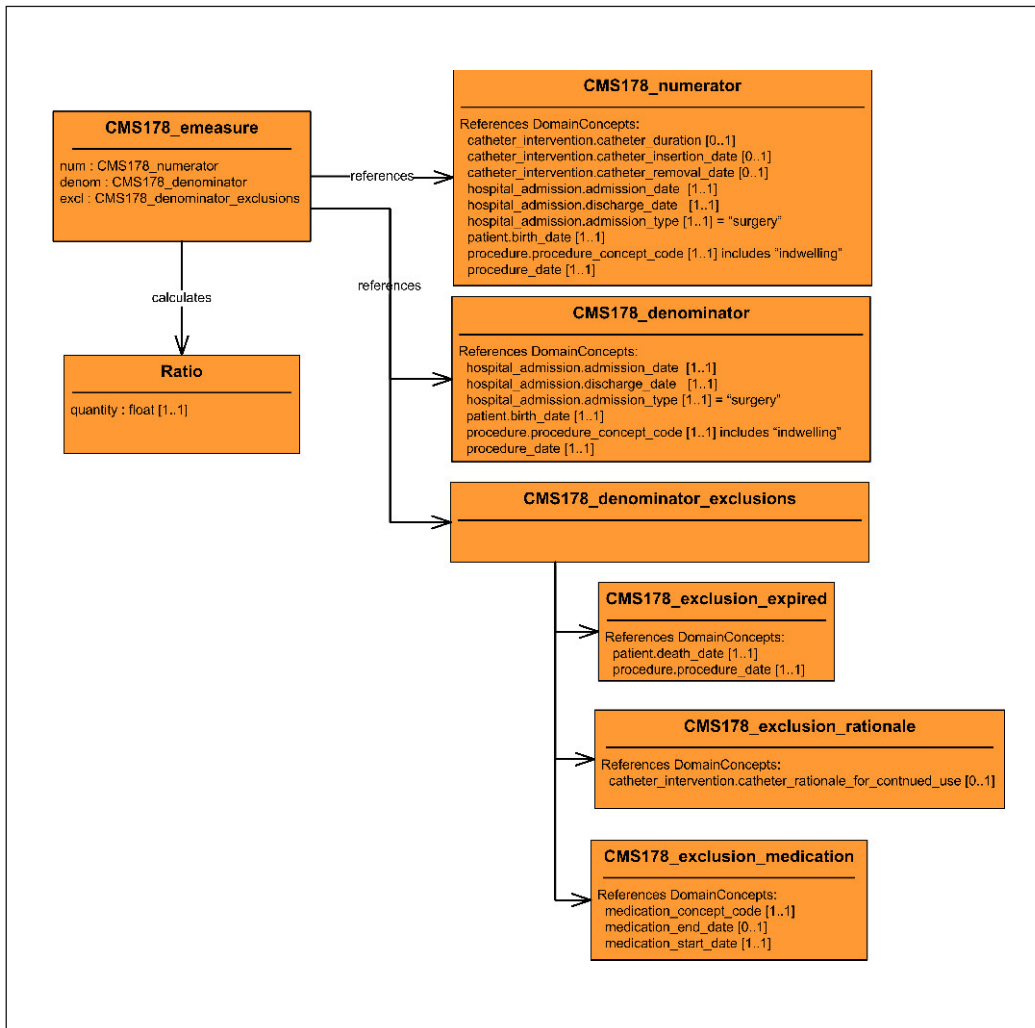 CMS178_emeasure
num : CMS178_numerator
denom : CMS178_denominator
excl : CMS178_denominator_exclusions
references
references
calculates
Ratio
quantity : float [1..1]
CMS178_numerator
References DomainConcepts:
catheter_intervention.catheter_duration [0..1]
catheter_intervention.catheter_insertion_date [0..1]
catheter_intervention.catheter_removal_date [0..1]
hospital_admission.admission_date [1..1]
hospital_admission.discharge_date [1..1]
hospital_admission.admission_type [1..1] = “surgery”
patient.birth_date [1..1]
procedure.procedure_concept_code [1..1] includes “indwelling”
procedure_date [1..1]
CMS178_denominator
References DomainConcepts:
hospital_admission.admission_date [1..1]
hospital_admission.discharge_date [1..1]
hospital_admission.admission_type [1..1] = “surgery”
patient.birth_date [1..1]
procedure.procedure_concept_code [1..1] includes “indwelling”
procedure_date [1..1]
CMS178_denominator_exclusions
CMS178_exclusion_expired
References DomainConcepts:
patient.death_date [1..1]
procedure.procedure_date [1..1]
CMS178_exclusion_rationale
References DomainConcepts:
catheter_intervention.catheter_rationale_for_contnued_use [0..1]
CMS178_exclusion_medication
References DomainConcepts:
medication_concept_code [1..1]
medication_end_date [0..1]
medication_start_date [1..1]